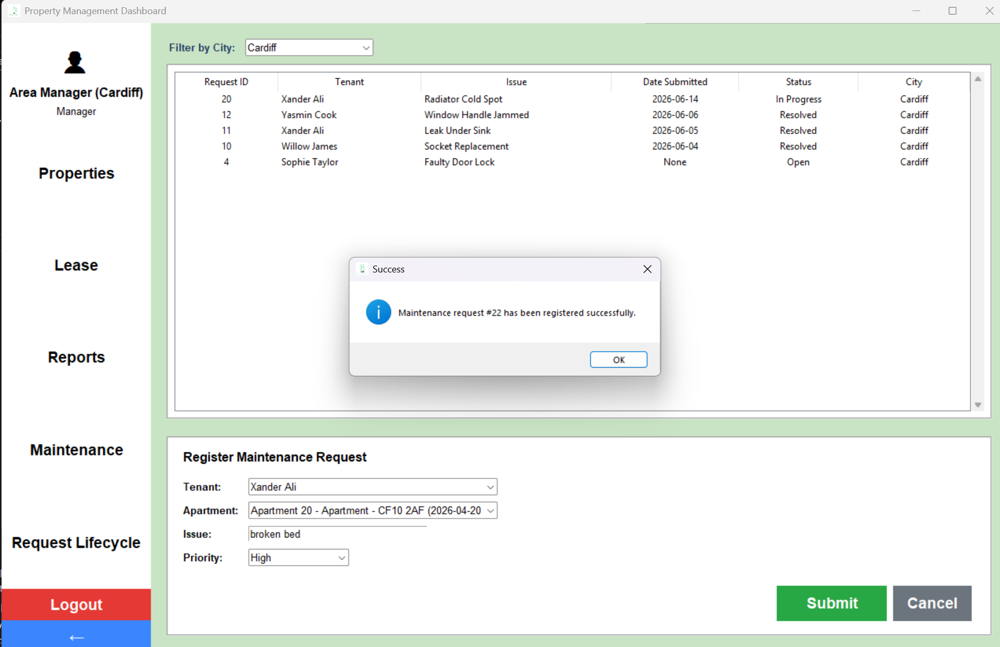 Property Management Dashboard
Area Manager (Cardiff)
Manager
Properties
Lease
Reports
Maintenance
Request Lifecycle
Logout
←
Filter by City: Cardiff
Request ID Tenant Issue Date Submitted Status City
20 Xander Ali Radiator Cold Spot 2026-06-14 In Progress Cardiff
12 Yasmin Cook Window Handle Jammed 2026-06-06 Resolved Cardiff
11 Xander Ali Leak Under Sink 2026-06-05 Resolved Cardiff
10 Willow James Socket Replacement 2026-06-04 Resolved Cardiff
4 Sophie Taylor Faulty Door Lock None Open Cardiff
Success
Maintenance request #22 has been registered successfully.
OK
Register Maintenance Request
Tenant: Xander Ali
Apartment: Apartment 20 - Apartment - CF10 2AF (2026-04-20
Issue: broken bed
Priority: High
Submit Cancel